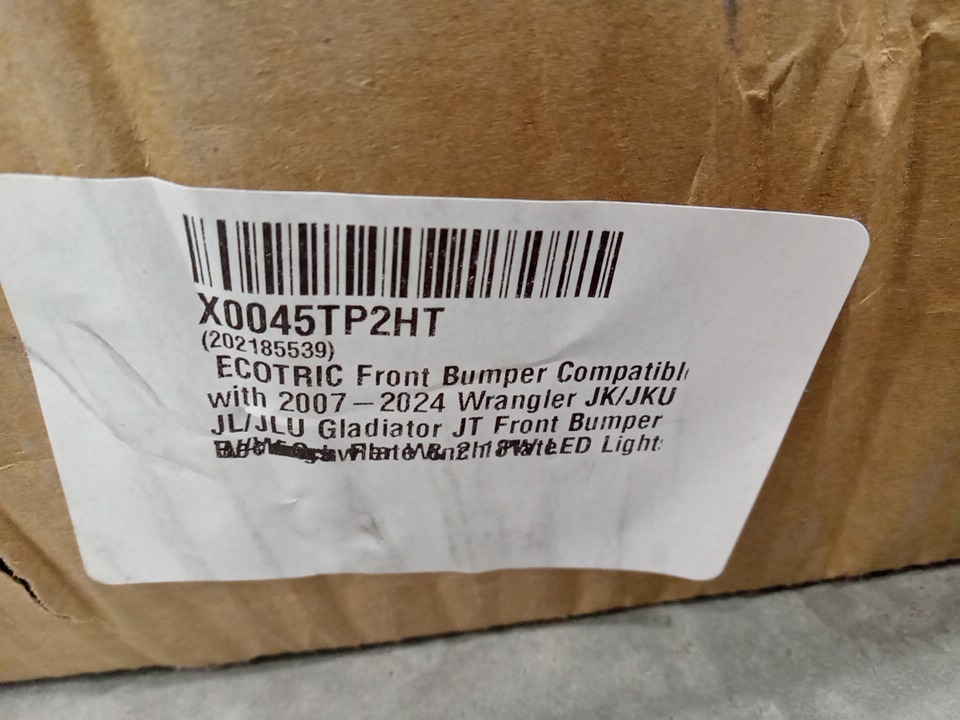 X0045TP2HT
(202185539)
ECOTRIC Front Bumper Compatibl
with 2007-2024 Wrangler JK/JKU
JL/JLU Gladiator JT Front Bumper
LED Light